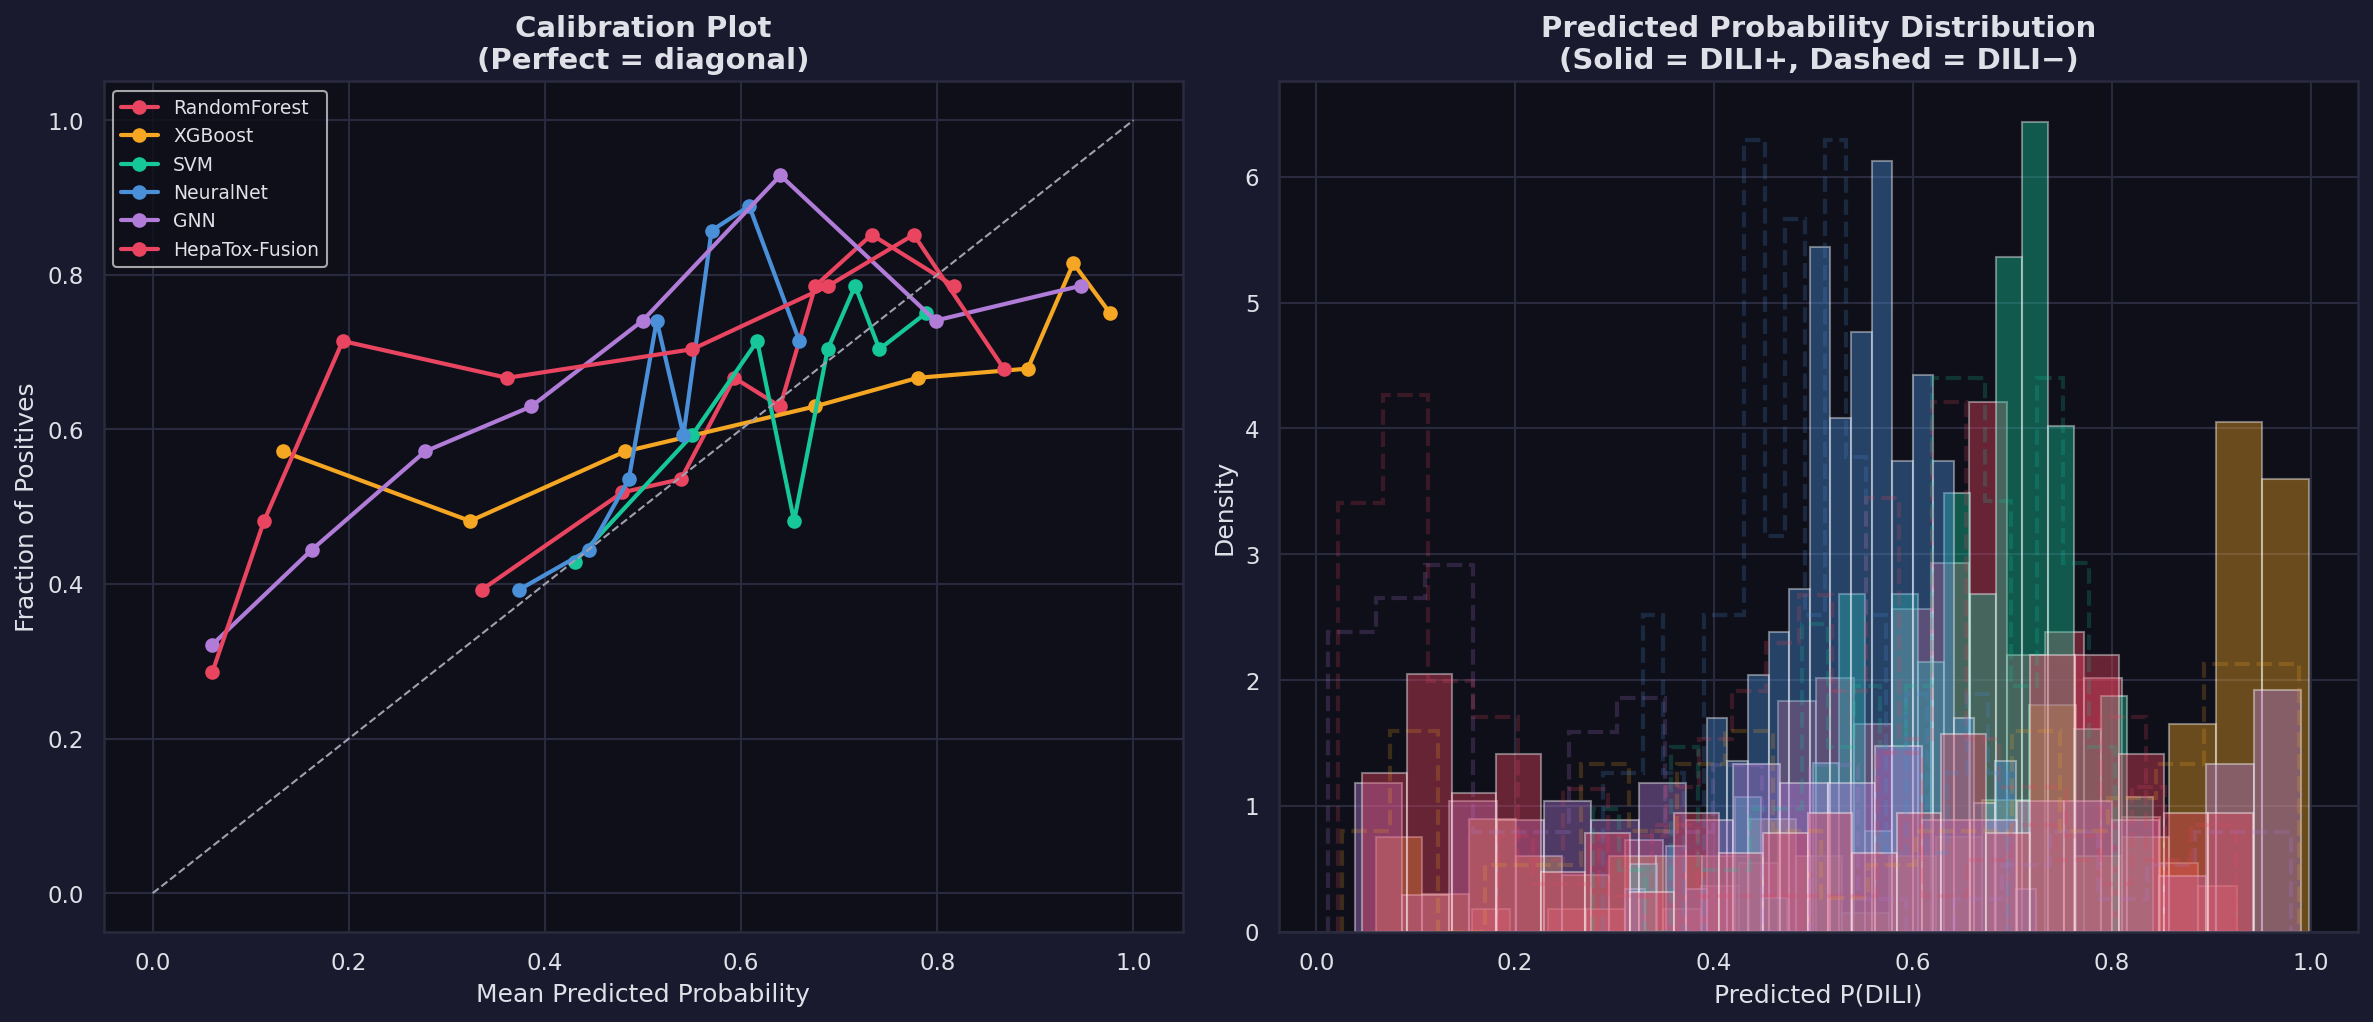 Calibration Plot
(Perfect = diagonal)
RandomForest
XGBoost
SVM
NeuralNet
GNN
HepaTox-Fusion
Fraction of Positives
1.0
0.8
0.6
0.4
0.2
0.0
0.0 0.2 0.4 0.6 0.8 1.0
Mean Predicted Probability
Predicted Probability Distribution
(Solid = DILI+, Dashed = DILI−)
Density
6
5
4
3
2
1
0
0.0 0.2 0.4 0.6 0.8 1.0
Predicted P(DILI)